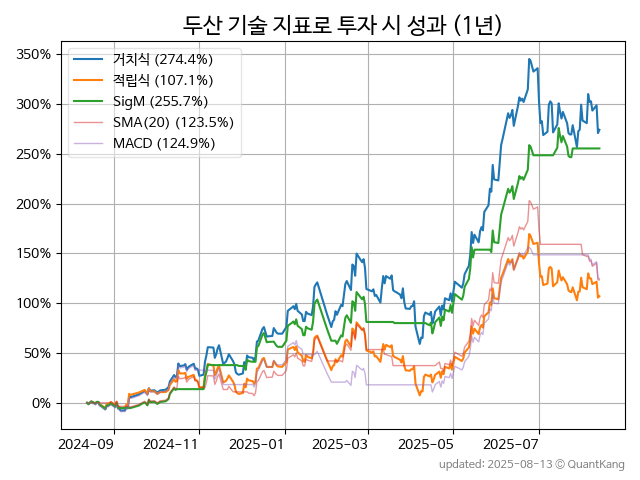 두산 기술 지표로 투자 시 성과 (1년)
350%
300%
250%
200%
150%
100%
50%
0%
거치식 (274.4%)
적립식 (107.1%)
SigM (255.7%)
SMA(20) (123.5%)
MACD (124.9%)
2024-09
2024-11
2025-01
2025-03
2025-05
2025-07
updated: 2025-08-13 © QuantKang